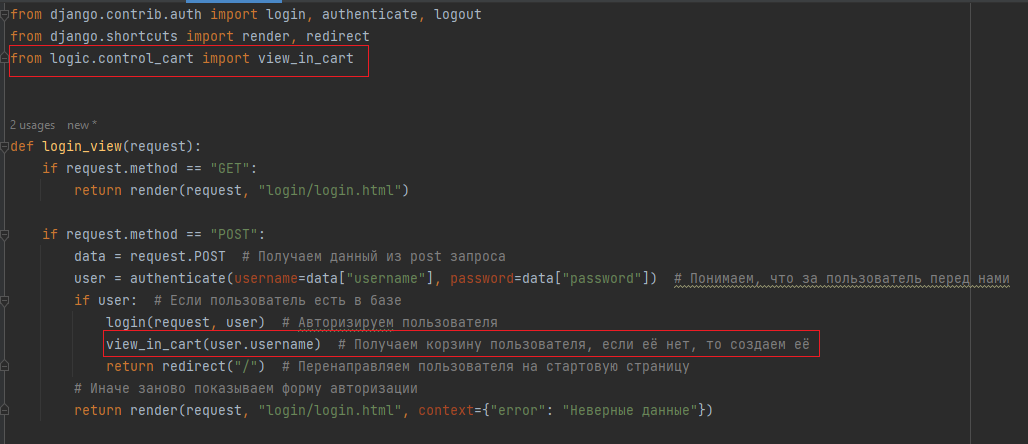 from django.contrib.auth import login, authenticate, logout
from django.shortcuts import render, redirect
from logic.control_cart import view_in_cart
2 usages new *
def login_view(request):
    if request.method == "GET":
        return render(request, "login/login.html")
    if request.method == "POST":
        data = request.POST  # Получаем данный из post запроса
        user = authenticate(username=data["username"], password=data["password"])  # Понимаем, что за пользователь перед нами
        if user:  # Если пользователь есть в базе
            login(request, user)  # Авторизируем пользователя
            view_in_cart(user.username)  # Получаем корзину пользователя, если её нет, то создаем её
            return redirect("/")  # Перенаправляем пользователя на стартовую страницу
        # Иначе заново показываем форму авторизации
        return render(request, "login/login.html", context={"error": "Неверные данные"})